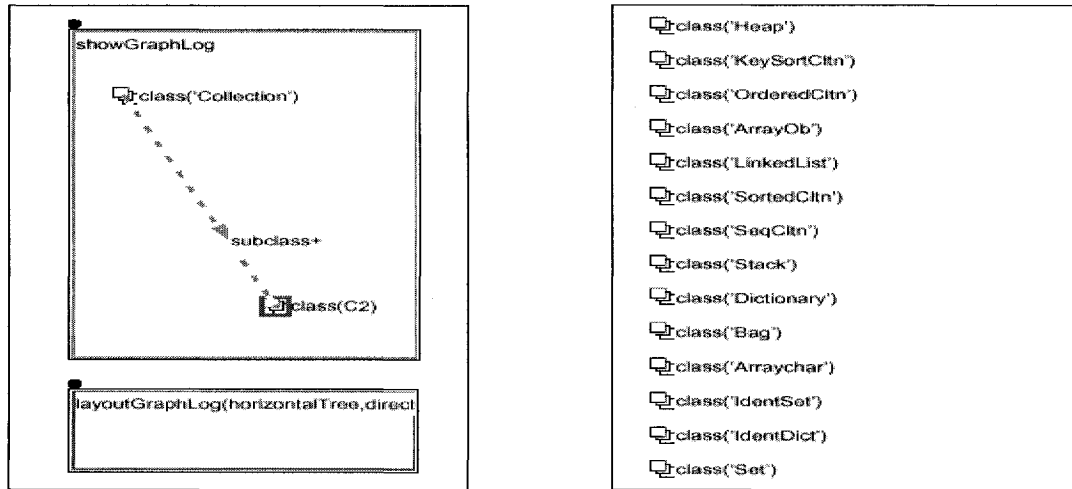 showGraphLog
class('Collection')
subclass+
class(C2)
layoutGraphLog(horizontalTree,direct
class('Heap')
class('KeySortCltn')
class('OrderedCltn')
class('ArrayOb')
class('LinkedList')
class('SortedCltn')
class('SeqCltn')
class('Stack')
class('Dictionary')
class('Bag')
class('Arraychar')
class('IdentSet')
class('IdentDict')
class('Set')